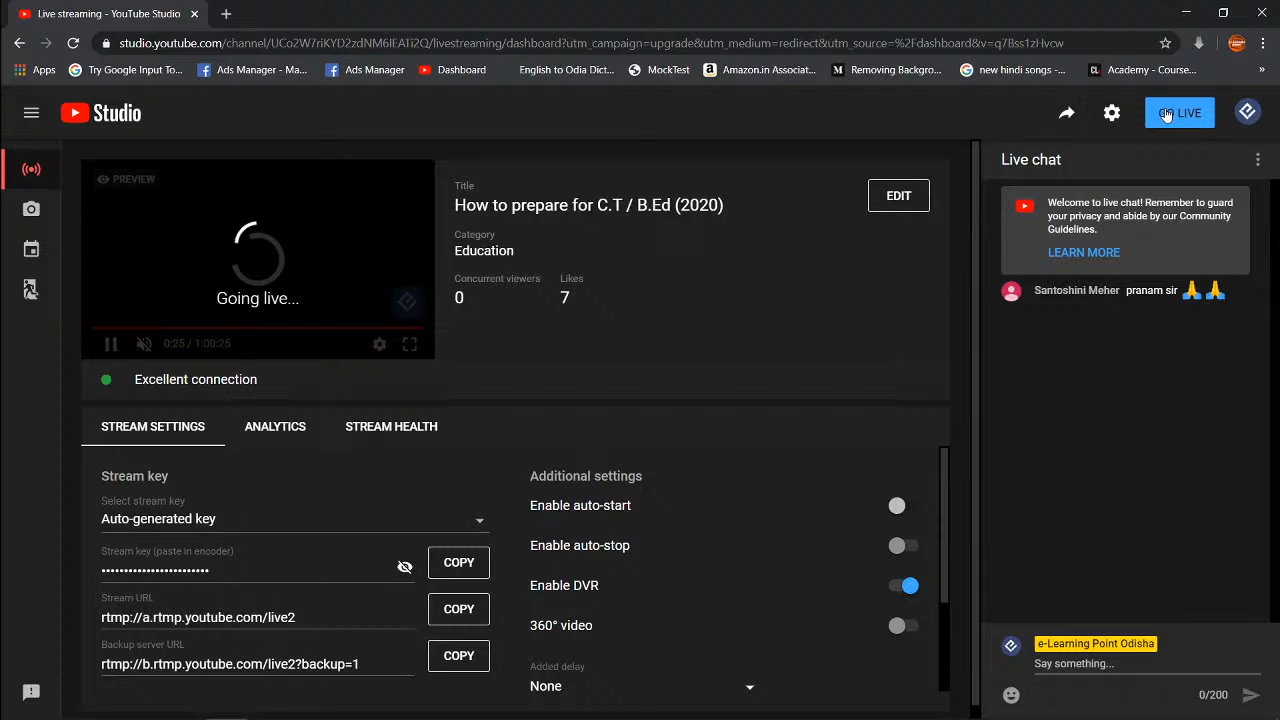 Live streaming - YouTube Studio
studio.youtube.com/channel/UCo2W7riKYD2zdNM6IEATi2Q/livestreaming/dashboard?utm_campaign=upgrade&utm_medium=redirect&utm_source=%2Fdashboard&v=q7Bss1zHvcw
Apps Try Google Input To... Ads Manager - Ma... Ads Manager Dashboard English to Odia Dict... MockTest Amazon.in Associat... Removing Backgro... new hindi songs -... CL Academy - Course... »
Studio
GO LIVE
PREVIEW
Going live...
0:25 / 1:00:25
Title
How to prepare for C.T / B.Ed (2020)
EDIT
Category
Education
Concurrent viewers Likes
0 7
Excellent connection
STREAM SETTINGS ANALYTICS STREAM HEALTH
Stream key
Select stream key
Auto-generated key
Stream key (paste in encoder)
•••••••••••••••••••••••• COPY
Stream URL
rtmp://a.rtmp.youtube.com/live2 COPY
Backup server URL
rtmp://b.rtmp.youtube.com/live2?backup=1 COPY
Additional settings
Enable auto-start
Enable auto-stop
Enable DVR
360° video
Added delay
None
Live chat
Welcome to live chat! Remember to guard
your privacy and abide by our Community
Guidelines.
LEARN MORE
Santoshini Meher pranam sir 🙏 🙏
e-Learning Point Odisha
Say something...
0/200